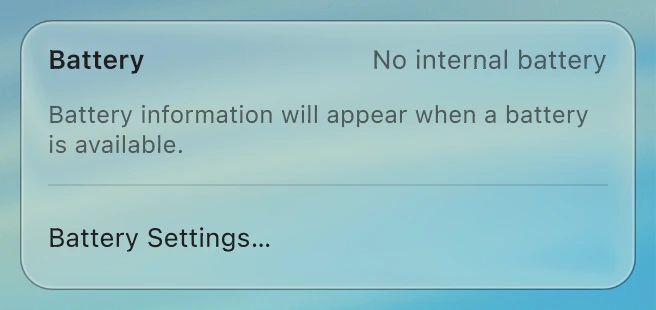 Battery No internal battery
Battery information will appear when a battery
is available.
Battery Settings...